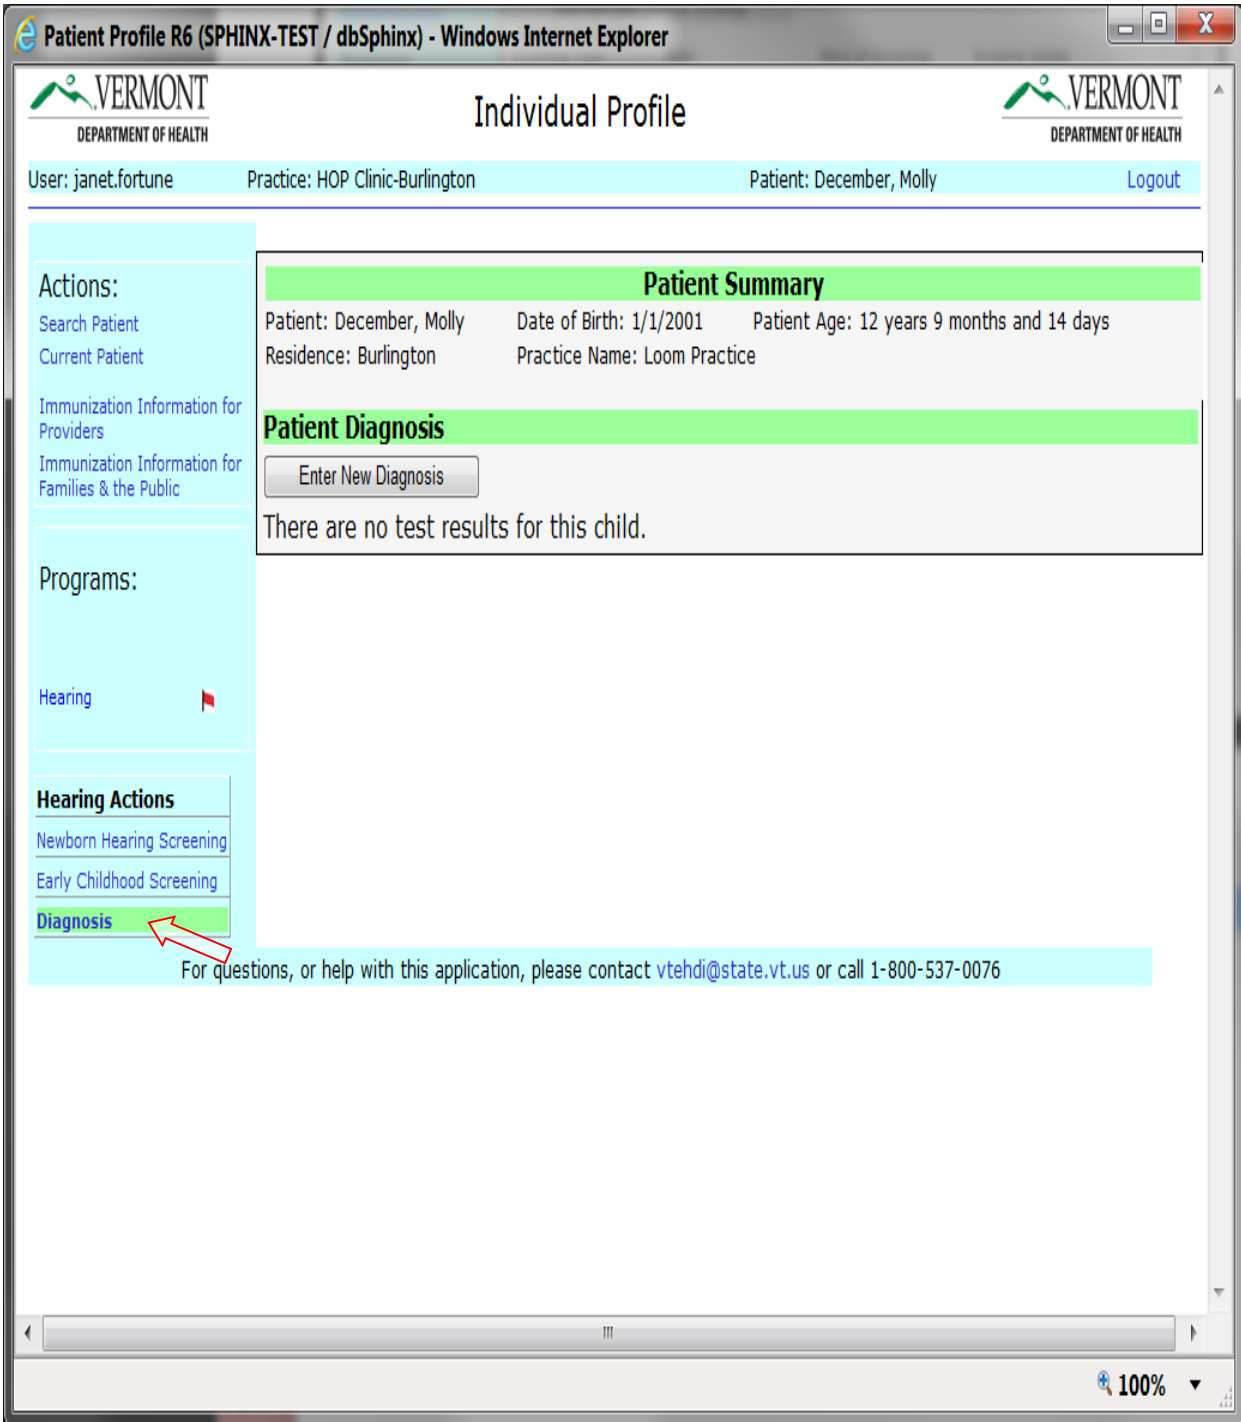 Patient Profile R6 (SPHINX-TEST / dbSphinx) - Windows Internet Explorer
VERMONT
DEPARTMENT OF HEALTH
Individual Profile
VERMONT
DEPARTMENT OF HEALTH
User: janet.fortune Practice: HOP Clinic-Burlington Patient: December, Molly Logout
Actions:
Search Patient
Current Patient
Immunization Information for
Providers
Immunization Information for
Families & the Public
Programs:
Hearing
Hearing Actions
Newborn Hearing Screening
Early Childhood Screening
Diagnosis
Patient Summary
Patient: December, Molly Date of Birth: 1/1/2001 Patient Age: 12 years 9 months and 14 days
Residence: Burlington Practice Name: Loom Practice
Patient Diagnosis
Enter New Diagnosis
There are no test results for this child.
For questions, or help with this application, please contact vtehdi@state.vt.us or call 1-800-537-0076
100%